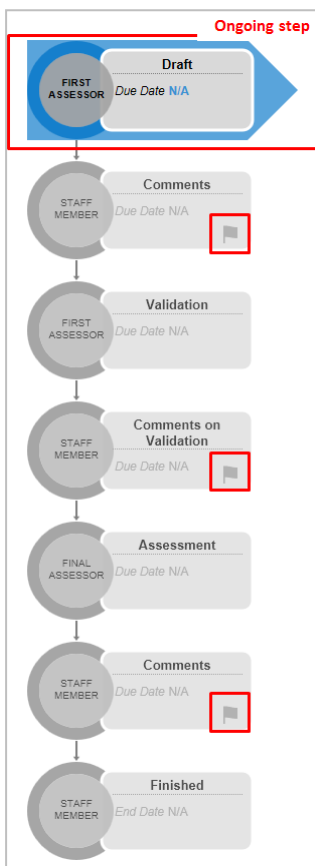 Ongoing step
Draft
FIRST
ASSESSOR
Due Date N/A
Comments
STAFF
MEMBER
Due Date N/A
Validation
FIRST
ASSESSOR
Due Date N/A
Comments on
Validation
STAFF
MEMBER
Due Date N/A
Assessment
FINAL
ASSESSOR
Due Date N/A
Comments
STAFF
MEMBER
Due Date N/A
Finished
STAFF
MEMBER
End Date N/A